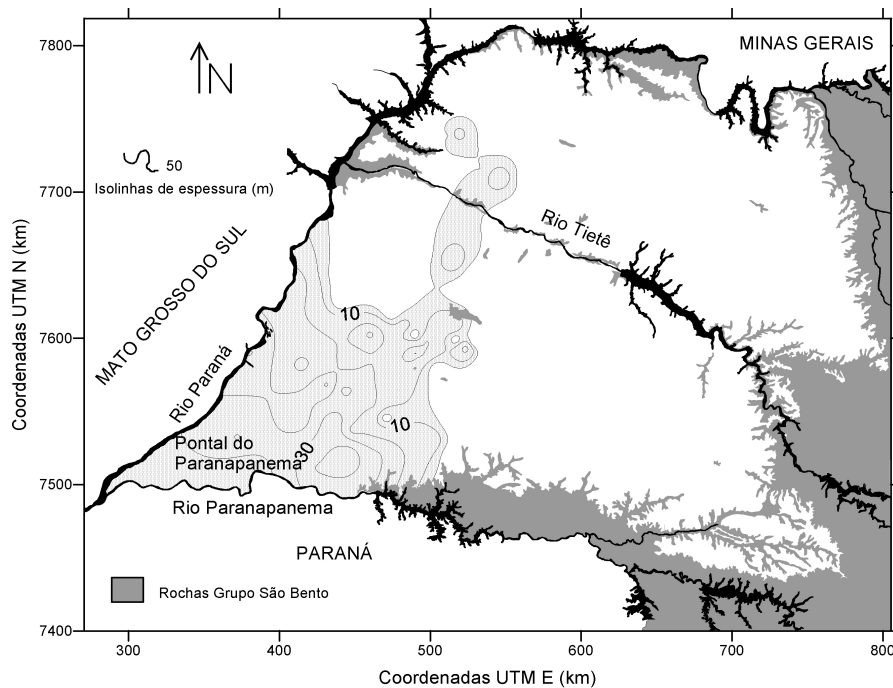 7800
MINAS GERAIS
N
50
Isolinhas de espessura (m)
7700
Rio Tietê
MATO GROSSO DO SUL
Coordenadas UTM N (km)
10
7600
Rio Paraná
10
30
Pontal do
Paranapanema
7500
Rio Paranapanema
PARANÁ
Rochas Grupo São Bento
7400
300 400 500 600 700 800
Coordenadas UTM E (km)